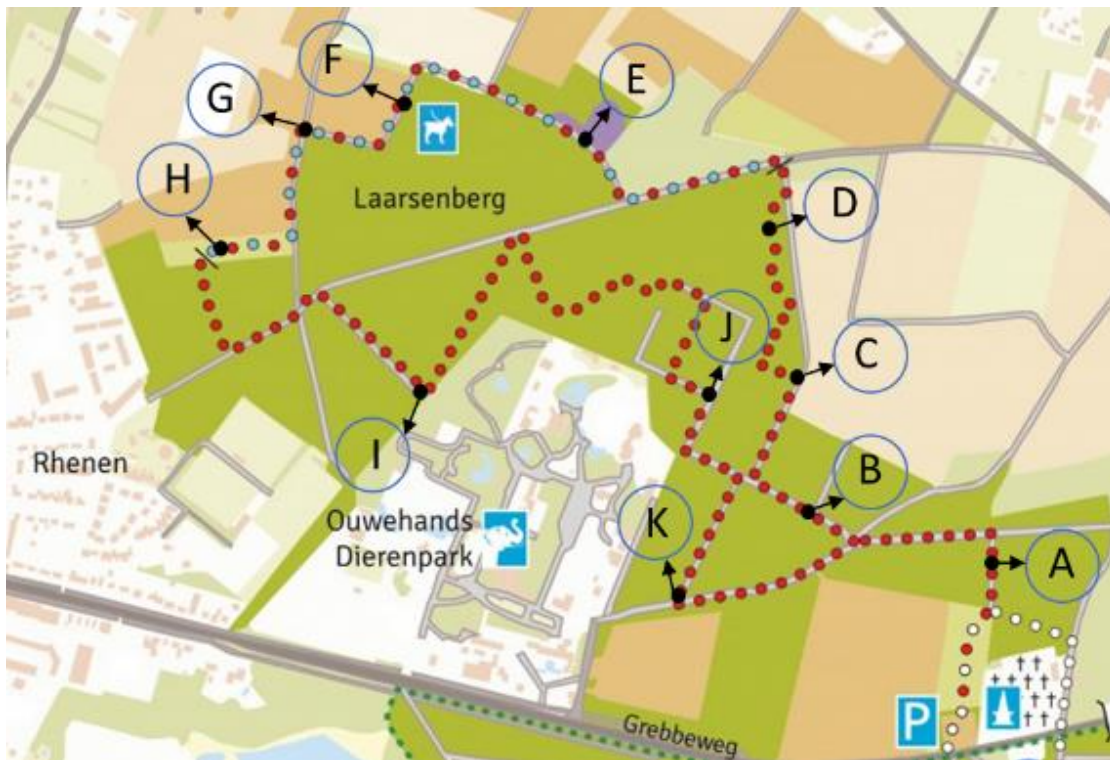 F
E
G
H
Laarsenberg
D
J
C
I
Rhenen
B
Ouwehands
Dierenpark
K
A
P
Grebbeweg